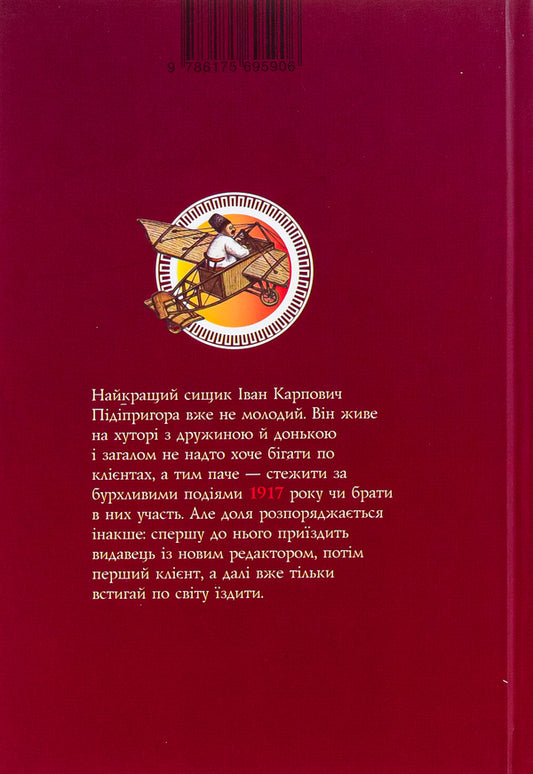 9 786175 695906
Найкращий сищик Іван Карпович
Підіпригора вже не молодий. Він живе
на хуторі з дружиною й донькою
і загалом не надто хоче бігати по
клієнтах, а тим паче — стежити за
бурхливими подіями 1917 року чи брати
в них участь. Але доля розпоряджається
інакше: спершу до нього приїздить
видавець із новим редактором, потім
перший клієнт, а далі вже тільки
встигай по світу їздити.